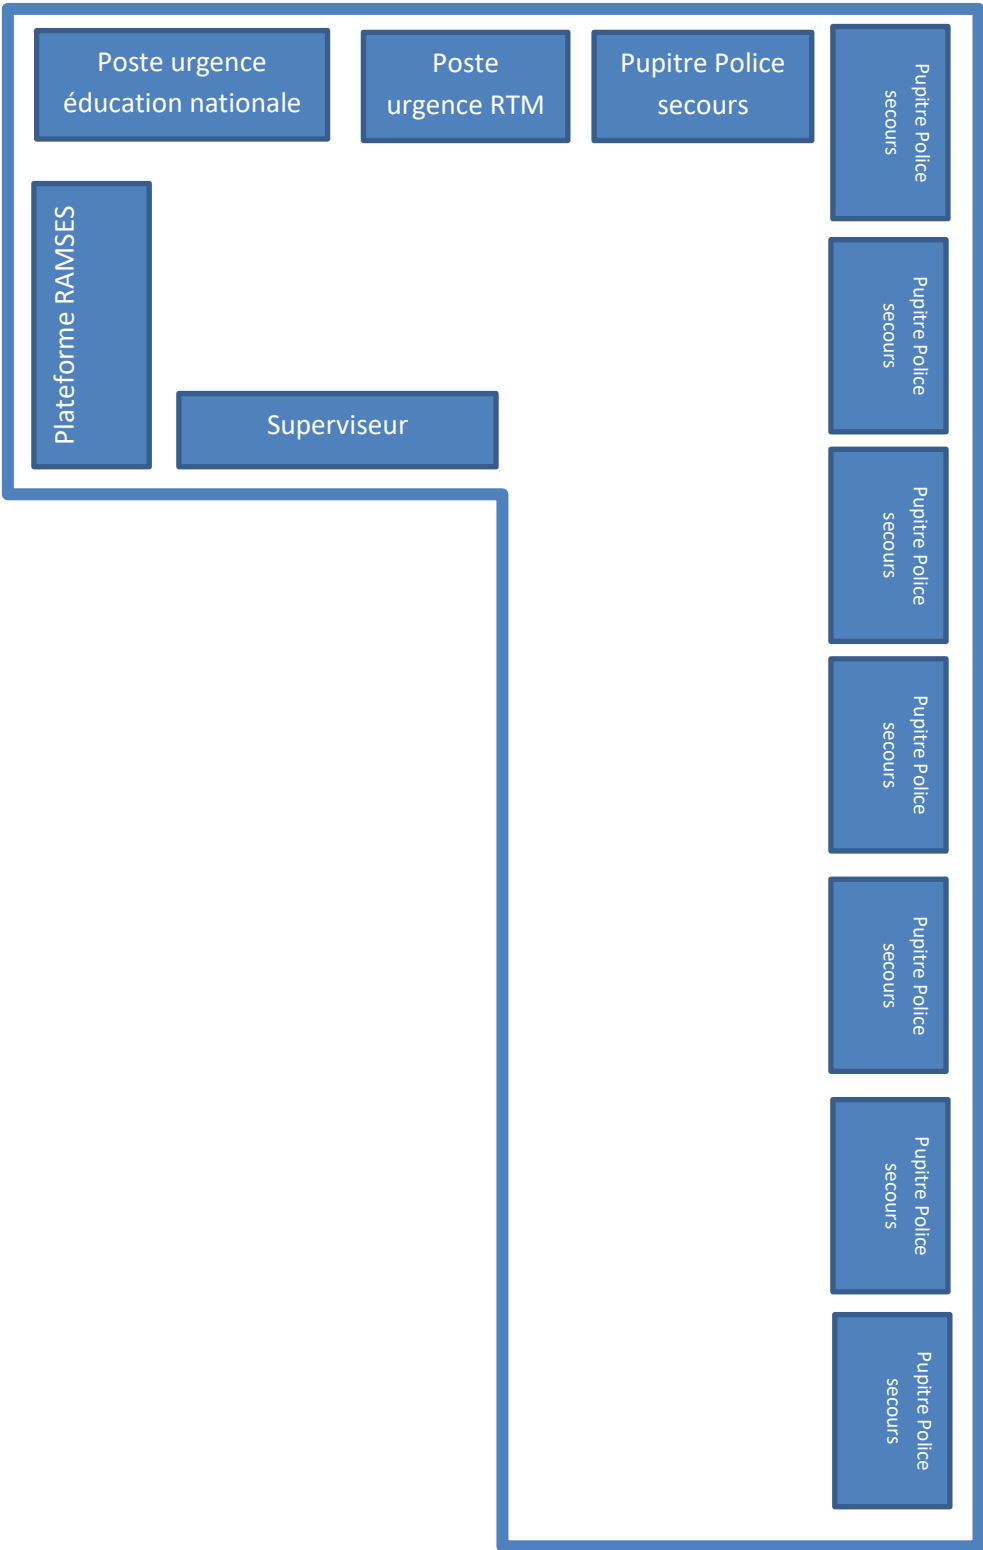 Poste urgence
éducation nationale
Poste
urgence RTM
Pupitre Police
secours
Pupitre Police
secours
Plateforme RAMSES
Superviseur
Pupitre Police
secours
Pupitre Police
secours
Pupitre Police
secours
Pupitre Police
secours
Pupitre Police
secours
Pupitre Police
secours